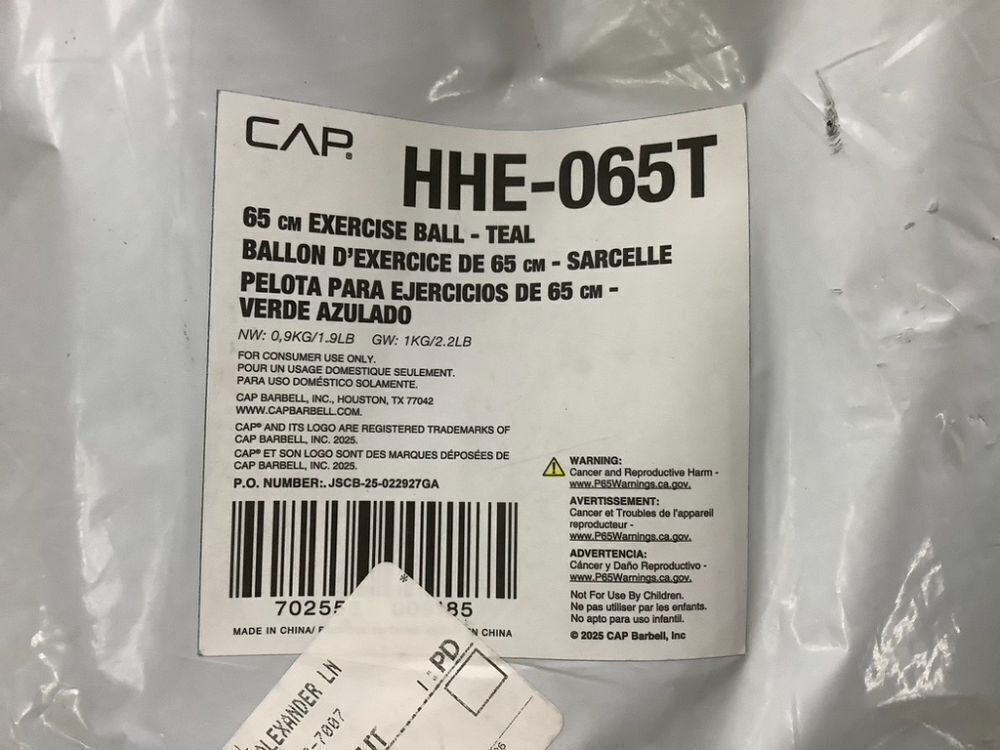 CAP®
HHE-065T
65 CM EXERCISE BALL - TEAL
BALLON D'EXERCICE DE 65 CM - SARCELLE
PELOTA PARA EJERCICIOS DE 65 CM -
VERDE AZULADO
NW: 0,9KG/1.9LB GW: 1KG/2.2LB
FOR CONSUMER USE ONLY.
POUR UN USAGE DOMESTIQUE SEULEMENT.
PARA USO DOMÉSTICO SOLAMENTE.
CAP BARBELL, INC., HOUSTON, TX 77042
WWW.CAPBARBELL.COM.
CAP® AND ITS LOGO ARE REGISTERED TRADEMARKS OF
CAP BARBELL, INC. 2025.
CAP® ET SON LOGO SONT DES MARQUES DÉPOSÉES DE
CAP BARBELL, INC. 2025.
P.O. NUMBER:. JSCB-25-022927GA
70255 85
MADE IN CHINA/ N CHINA
WARNING:
Cancer and Reproductive Harm -
www.P65Warnings.ca.gov.
AVERTISSEMENT:
Cancer et Troubles de l'appareil
reproducteur -
www.P65Warnings.ca.gov.
ADVERTENCIA:
Cáncer y Daño Reproductivo -
www.P65Warnings.ca.gov.
Not For Use By Children.
Ne pas utiliser par les enfants.
No apto para uso infantil.
© 2025 CAP Barbell, Inc
ALEXANDER LN
-7007
PD